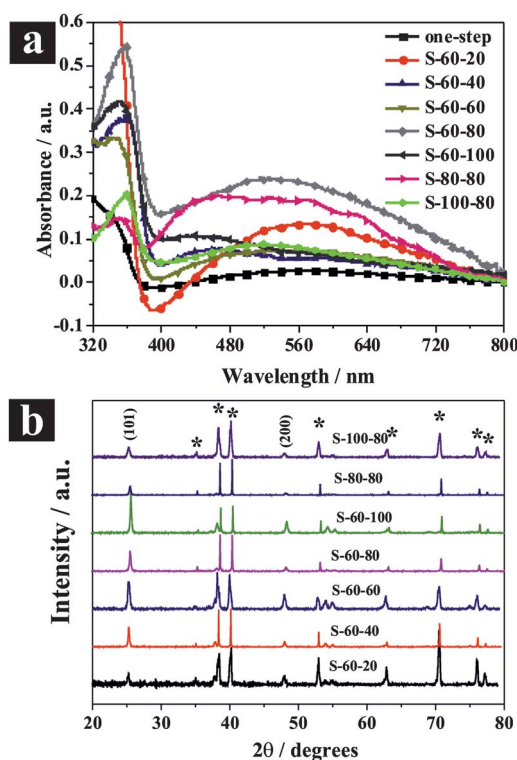 a
Absorbance / a.u.
0.6
0.5
0.4
0.3
0.2
0.1
0.0
-0.1
one-step
S-60-20
S-60-40
S-60-60
S-60-80
S-60-100
S-80-80
S-100-80
320 400 480 560 640 720 800
Wavelength / nm
b
Intensity / a.u.
(101) * * * (200) * * * * *
S-100-80
S-80-80
S-60-100
S-60-80
S-60-60
S-60-40
S-60-20
20 30 40 50 60 70 80
2θ / degrees